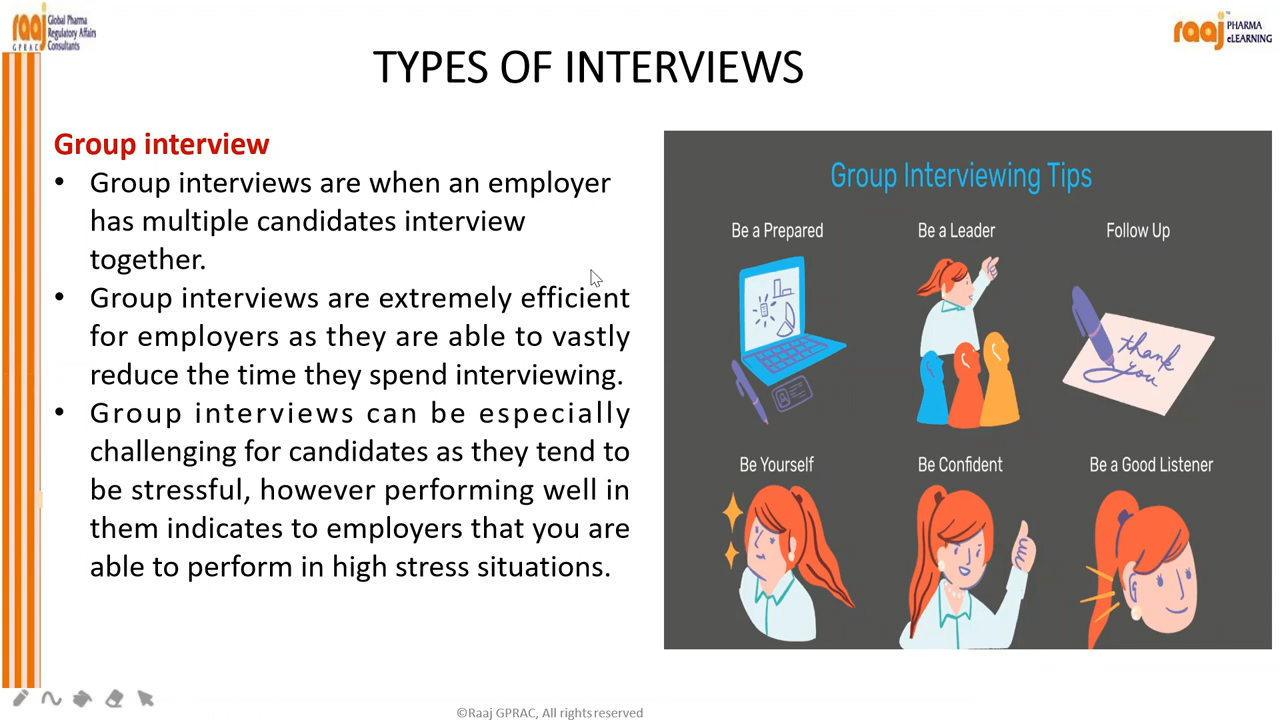 raaj
GPRAC
Global Pharma
Regulatory Affairs
Consultants
raaj
PHARMA
eLEARNING
TYPES OF INTERVIEWS
Group interview
• Group interviews are when an employer
has multiple candidates interview
together.
• Group interviews are extremely efficient
for employers as they are able to vastly
reduce the time they spend interviewing.
• Group interviews can be especially
challenging for candidates as they tend to
be stressful, however performing well in
them indicates to employers that you are
able to perform in high stress situations.
Group Interviewing Tips
Be a Prepared
Be a Leader
Follow Up
thank
you
Be Yourself
Be Confident
Be a Good Listener
©Raaj GPRAC, All rights reserved